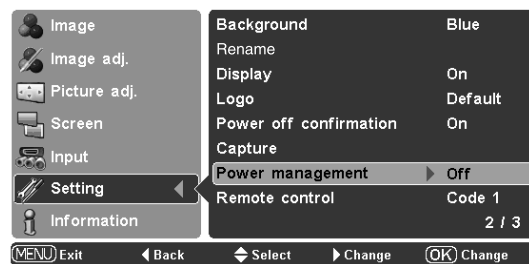 Image
Image adj.
Picture adj.
Screen
Input
Setting
Information
Background Blue
Rename
Display On
Logo Default
Power off confirmation On
Capture
Power management Off
Remote control Code 1
2 / 3
MENU Exit Back Select Change OK Change